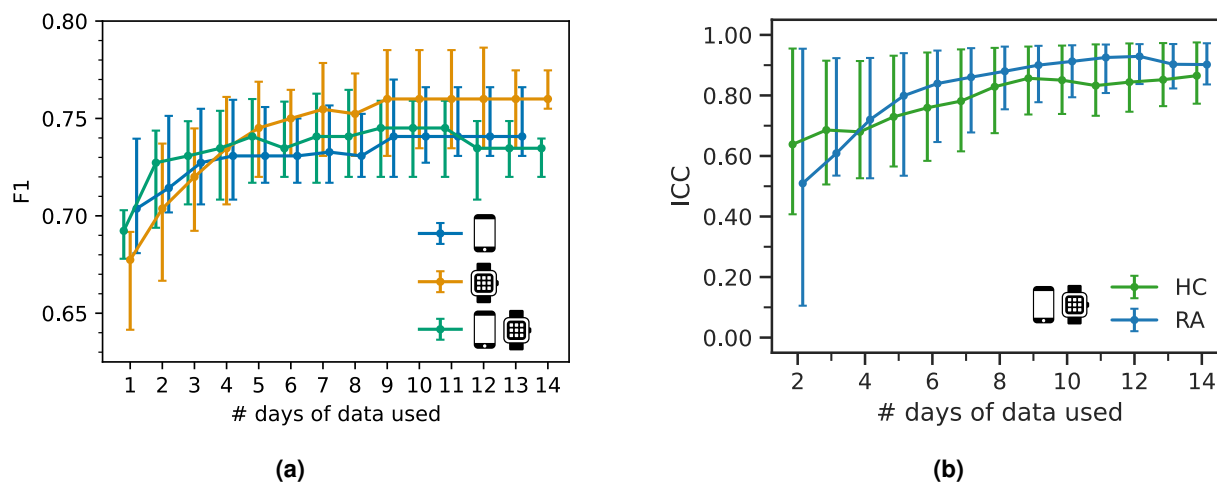 0.80
0.75
0.70
0.65
F1
1 2 3 4 5 6 7 8 9 10 11 12 13 14
# days of data used
(a)
1.00
0.80
0.60
0.40
0.20
0.00
ICC
HC
RA
2 4 6 8 10 12 14
# days of data used
(b)